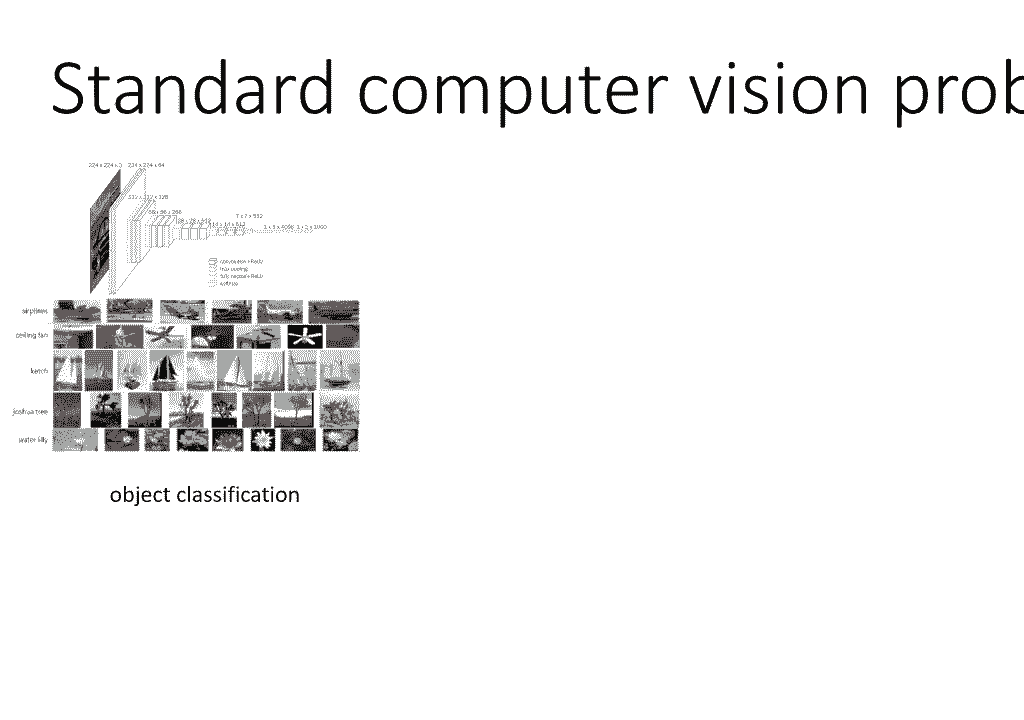 Standard computer vision prob
224 x 224 x 3 224 x 224 x 64
112 x 112 x 128
56 x 56 x 256
28 x 28 x 512
14 x 14 x 512
7 x 7 x 512
1 x 1 x 4096 1 x 1 x 1000
convolution+ReLU
max pooling
fully nected+ReLU
softmax
airplanes
ceiling fan
ketch
joshua tree
water lilly
object classification